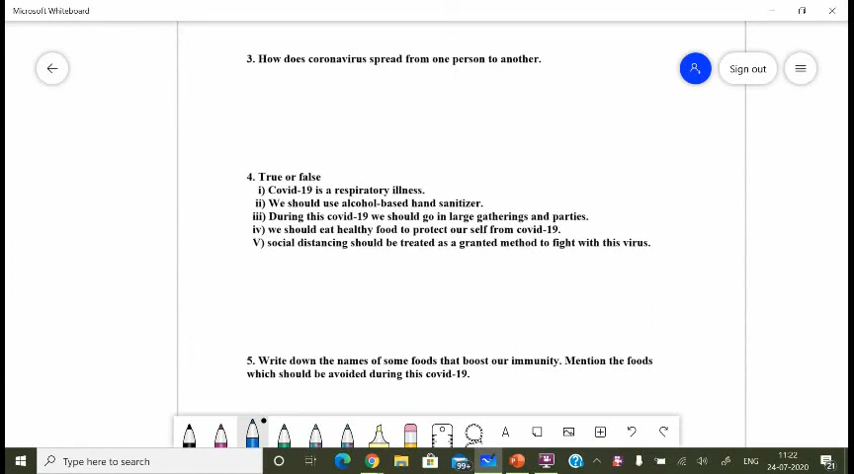 Microsoft Whiteboard
3. How does coronavirus spread from one person to another.
Sign out
4. True or false
i) Covid-19 is a respiratory illness.
ii) We should use alcohol-based hand sanitizer.
iii) During this covid-19 we should go in large gatherings and parties.
iv) we should eat healthy food to protect our self from covid-19.
V) social distancing should be treated as a granted method to fight with this virus.
5. Write down the names of some foods that boost our immunity. Mention the foods
which should be avoided during this covid-19.
A
Type here to search
99+
ENG
11:22
24-07-2020
21